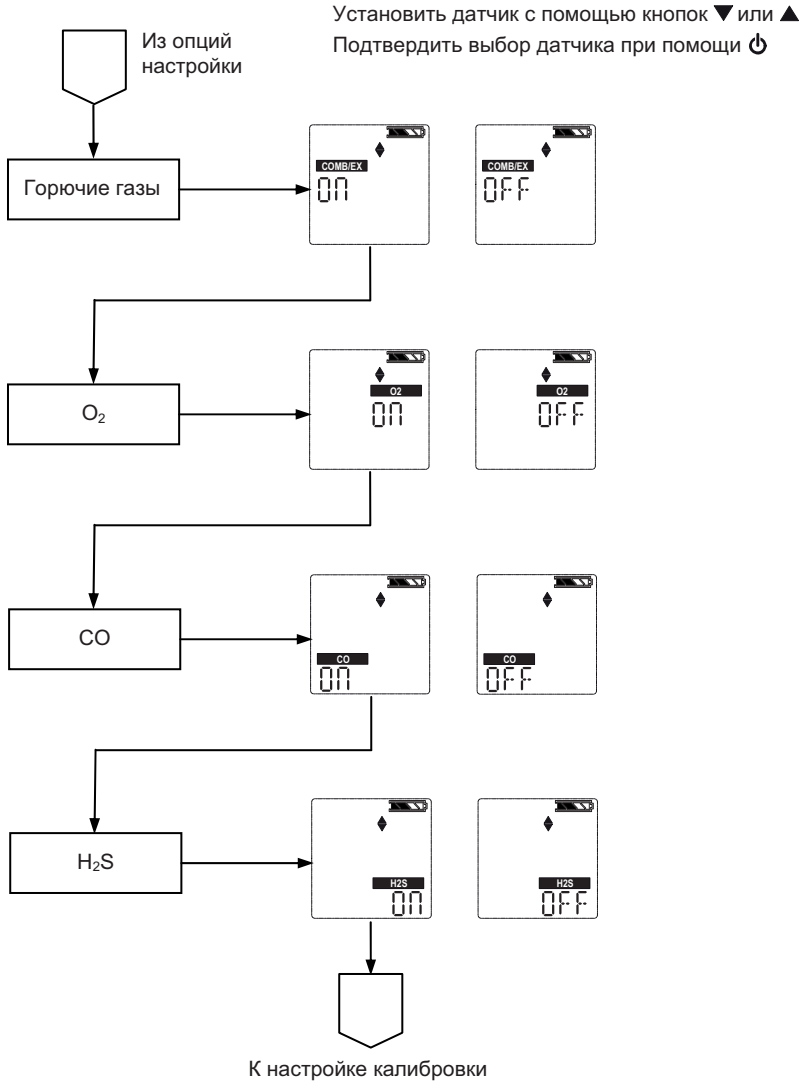 Установить датчик с помощью кнопок ▼ или ▲
Подтвердить выбор датчика при помощи ⏻
Из опций
настройки
Горючие газы
COMB/EX
ON
COMB/EX
OFF
O₂
O2
ON
O2
OFF
CO
CO
ON
CO
OFF
H₂S
H2S
ON
H2S
OFF
К настройке калибровки